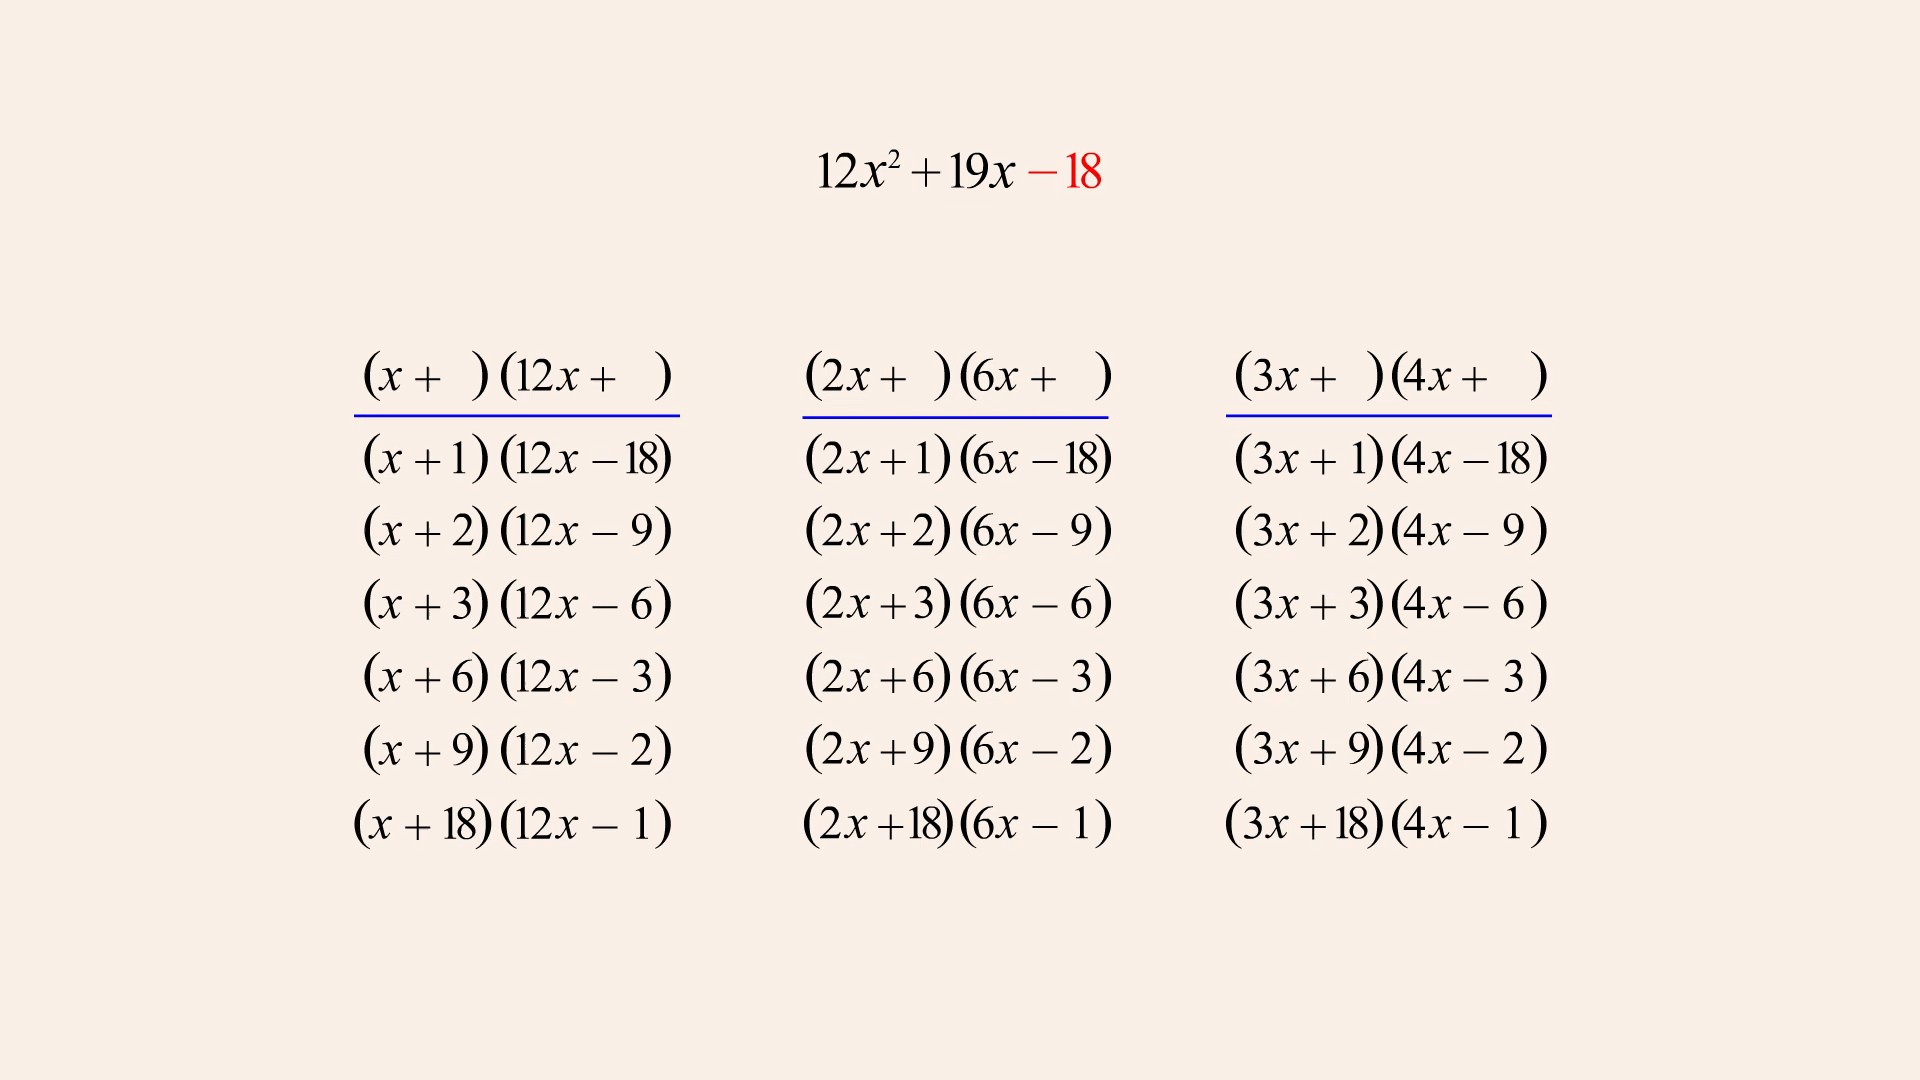 12x² + 19x − 18
(x +  ) (12x +  ) (2x +  ) (6x +  ) (3x +  ) (4x +  )
(x + 1) (12x − 18) (2x + 1) (6x − 18) (3x + 1) (4x − 18)
(x + 2) (12x − 9) (2x + 2) (6x − 9) (3x + 2) (4x − 9)
(x + 3) (12x − 6) (2x + 3) (6x − 6) (3x + 3) (4x − 6)
(x + 6) (12x − 3) (2x + 6) (6x − 3) (3x + 6) (4x − 3)
(x + 9) (12x − 2) (2x + 9) (6x − 2) (3x + 9) (4x − 2)
(x + 18) (12x − 1) (2x + 18) (6x − 1) (3x + 18) (4x − 1)